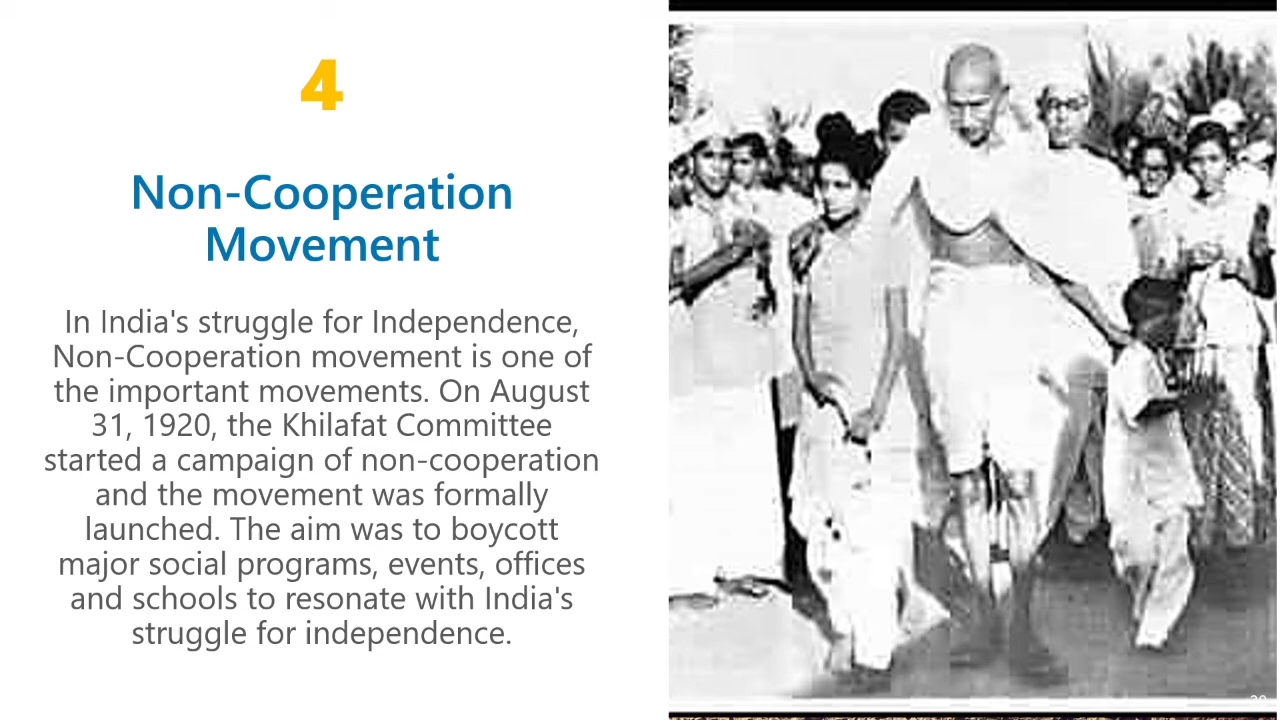 4
Non-Cooperation
Movement
In India's struggle for Independence,
Non-Cooperation movement is one of
the important movements. On August
31, 1920, the Khilafat Committee
started a campaign of non-cooperation
and the movement was formally
launched. The aim was to boycott
major social programs, events, offices
and schools to resonate with India's
struggle for independence.